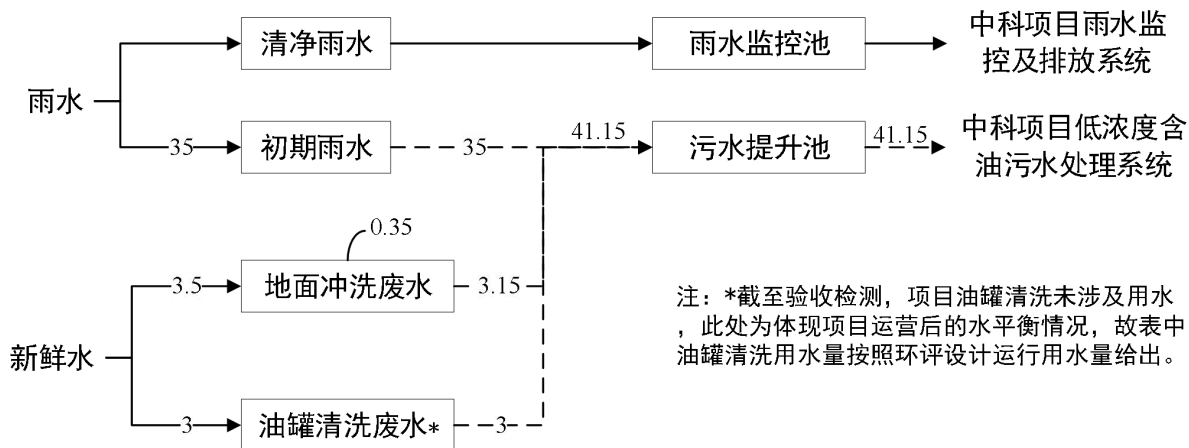 清净雨水
雨水监控池
中科项目雨水监
控及排放系统
雨水
35
初期雨水
35
41.15
污水提升池
41.15
中科项目低浓度含
油污水处理系统
0.35
3.5
地面冲洗废水
3.15
新鲜水
3
油罐清洗废水*
3
注：*截至验收检测，项目油罐清洗未涉及用水
，此处为体现项目运营后的水平衡情况，故表中
油罐清洗用水量按照环评设计运行用水量给出。